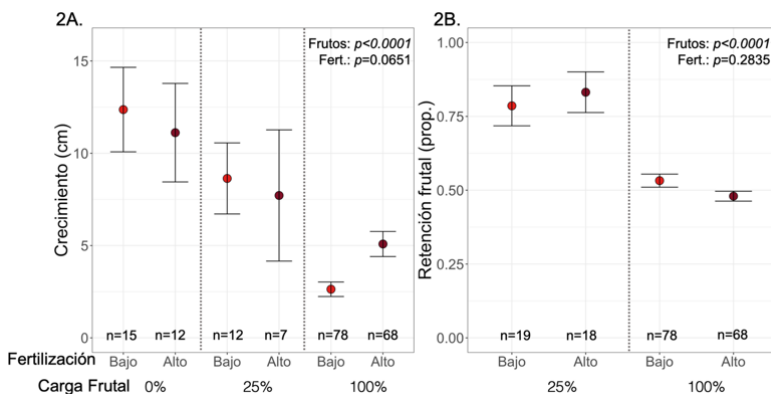 2A.
Frutos: p<0.0001
Fert.: p=0.0651
Crecimiento (cm)
15
10
5
0
n=15 n=12 n=12 n=7 n=78 n=68
2B.
Frutos: p<0.0001
Fert.: p=0.2835
Retención frutal (prop.)
1.00
0.75
0.50
0.25
0.00
n=19 n=18 n=78 n=68
Fertilización Bajo Alto Bajo Alto Bajo Alto Bajo Alto Bajo Alto
Carga Frutal 0% 25% 100% 25% 100%